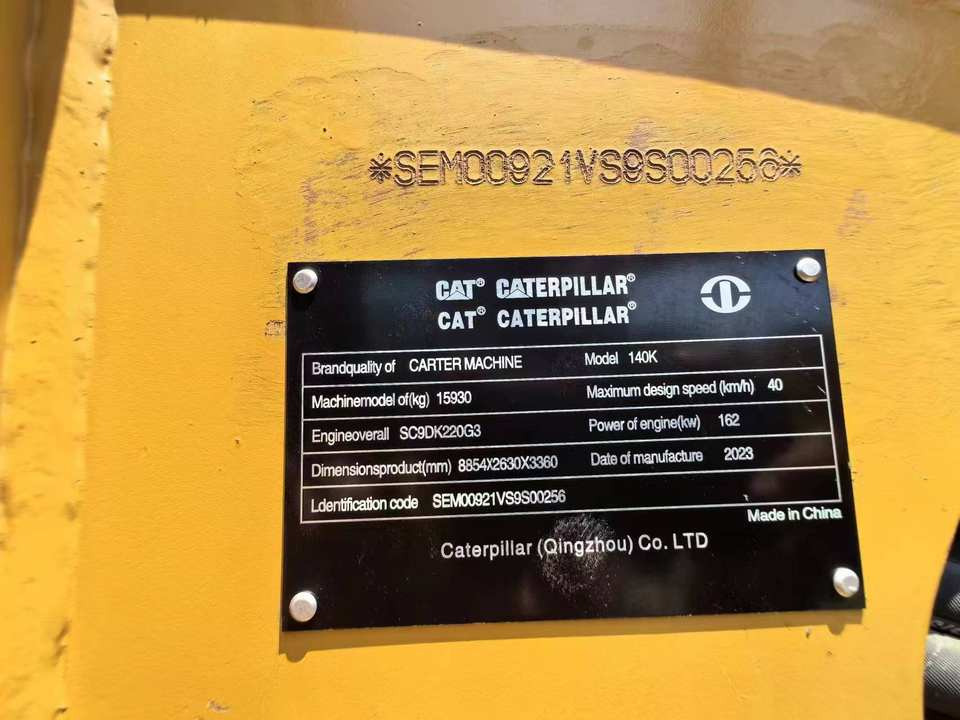 *SEM00921VS9S00256*
CAT® CATERPILLAR®
CAT® CATERPILLAR®
Brandquality of CARTER MACHINE Model 140K
Machinemodel of(kg) 15930 Maximum design speed (km/h) 40
Engineoverall SC9DK220G3 Power of engine(kw) 162
Dimensionsproduct(mm) 8854X2630X3360 Date of manufacture 2023
Ldentification code SEM00921VS9S00256
Made in China
Caterpillar (Qingzhou) Co. LTD